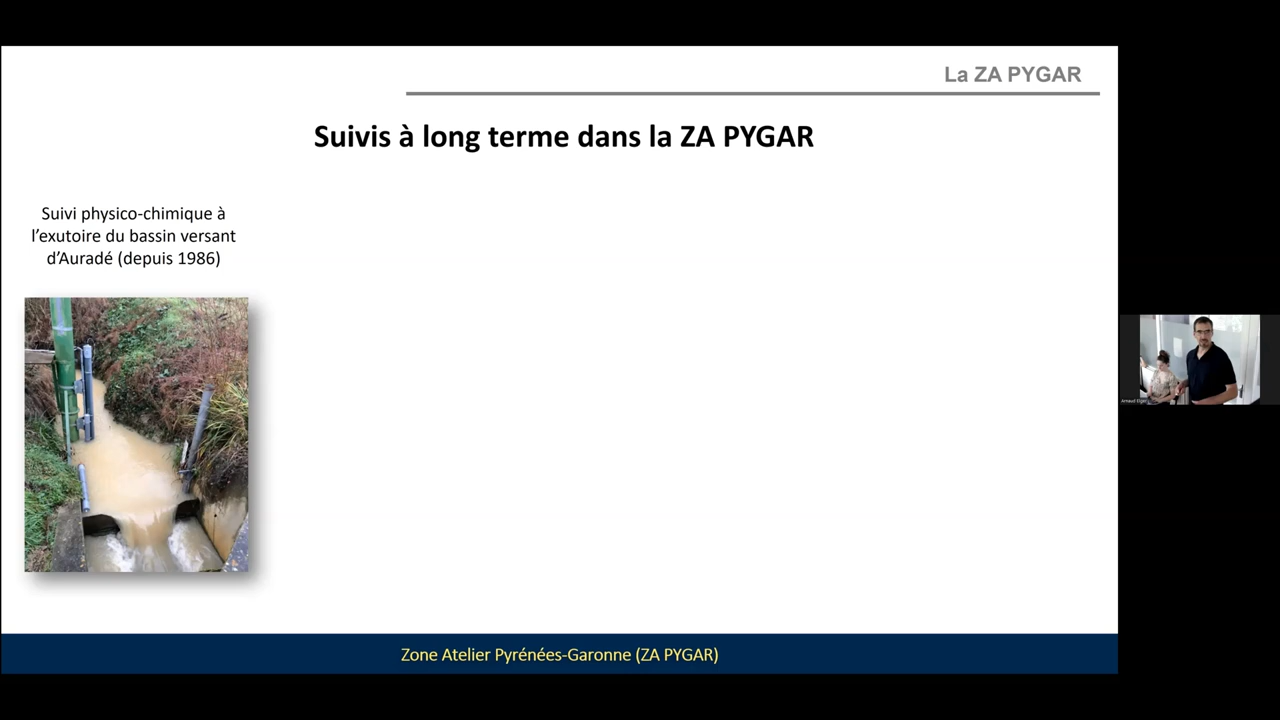 La ZA PYGAR
Suivis à long terme dans la ZA PYGAR
Suivi physico-chimique à
l'exutoire du bassin versant
d'Auradé (depuis 1986)
Zone Atelier Pyrénées-Garonne (ZA PYGAR)